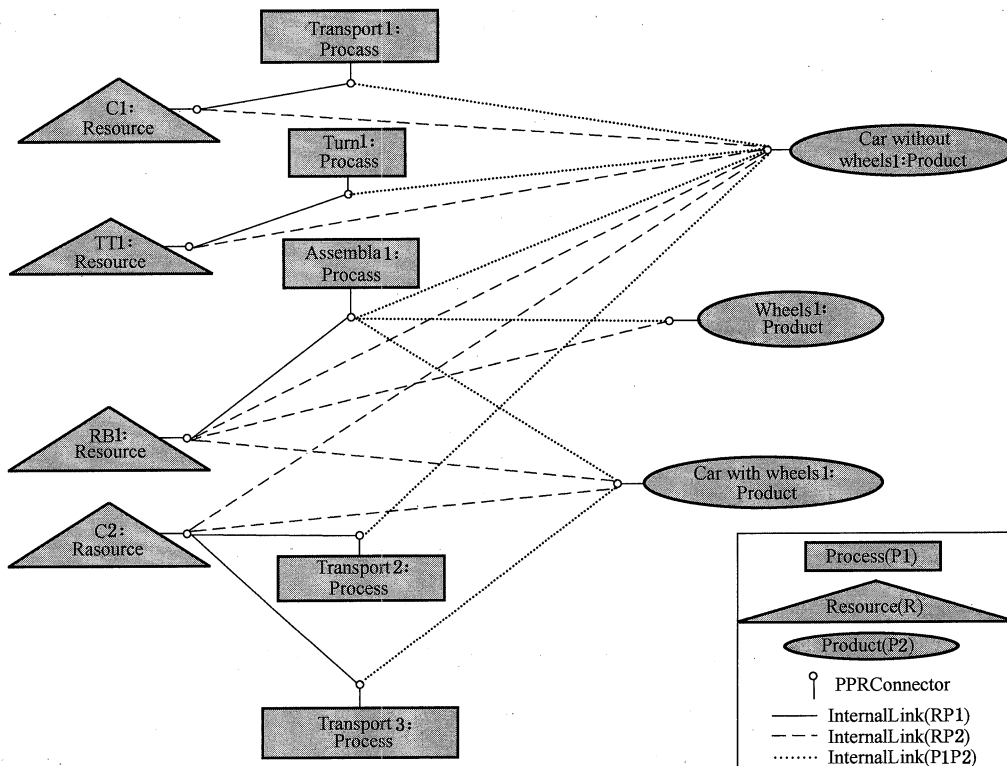 Transport1:
Procass
C1:
Resource
Turn1:
Procass
Car without
wheels1:Product
TT1:
Resource
Assembla1:
Procass
Wheels1:
Product
RB1:
Resource
Car with wheels1:
Product
C2:
Rasource
Transport2:
Process
Transport3:
Process
Process(P1)
Resource(R)
Product(P2)
PPRConnector
InternalLink(RP1)
InternalLink(RP2)
InternalLink(P1P2)